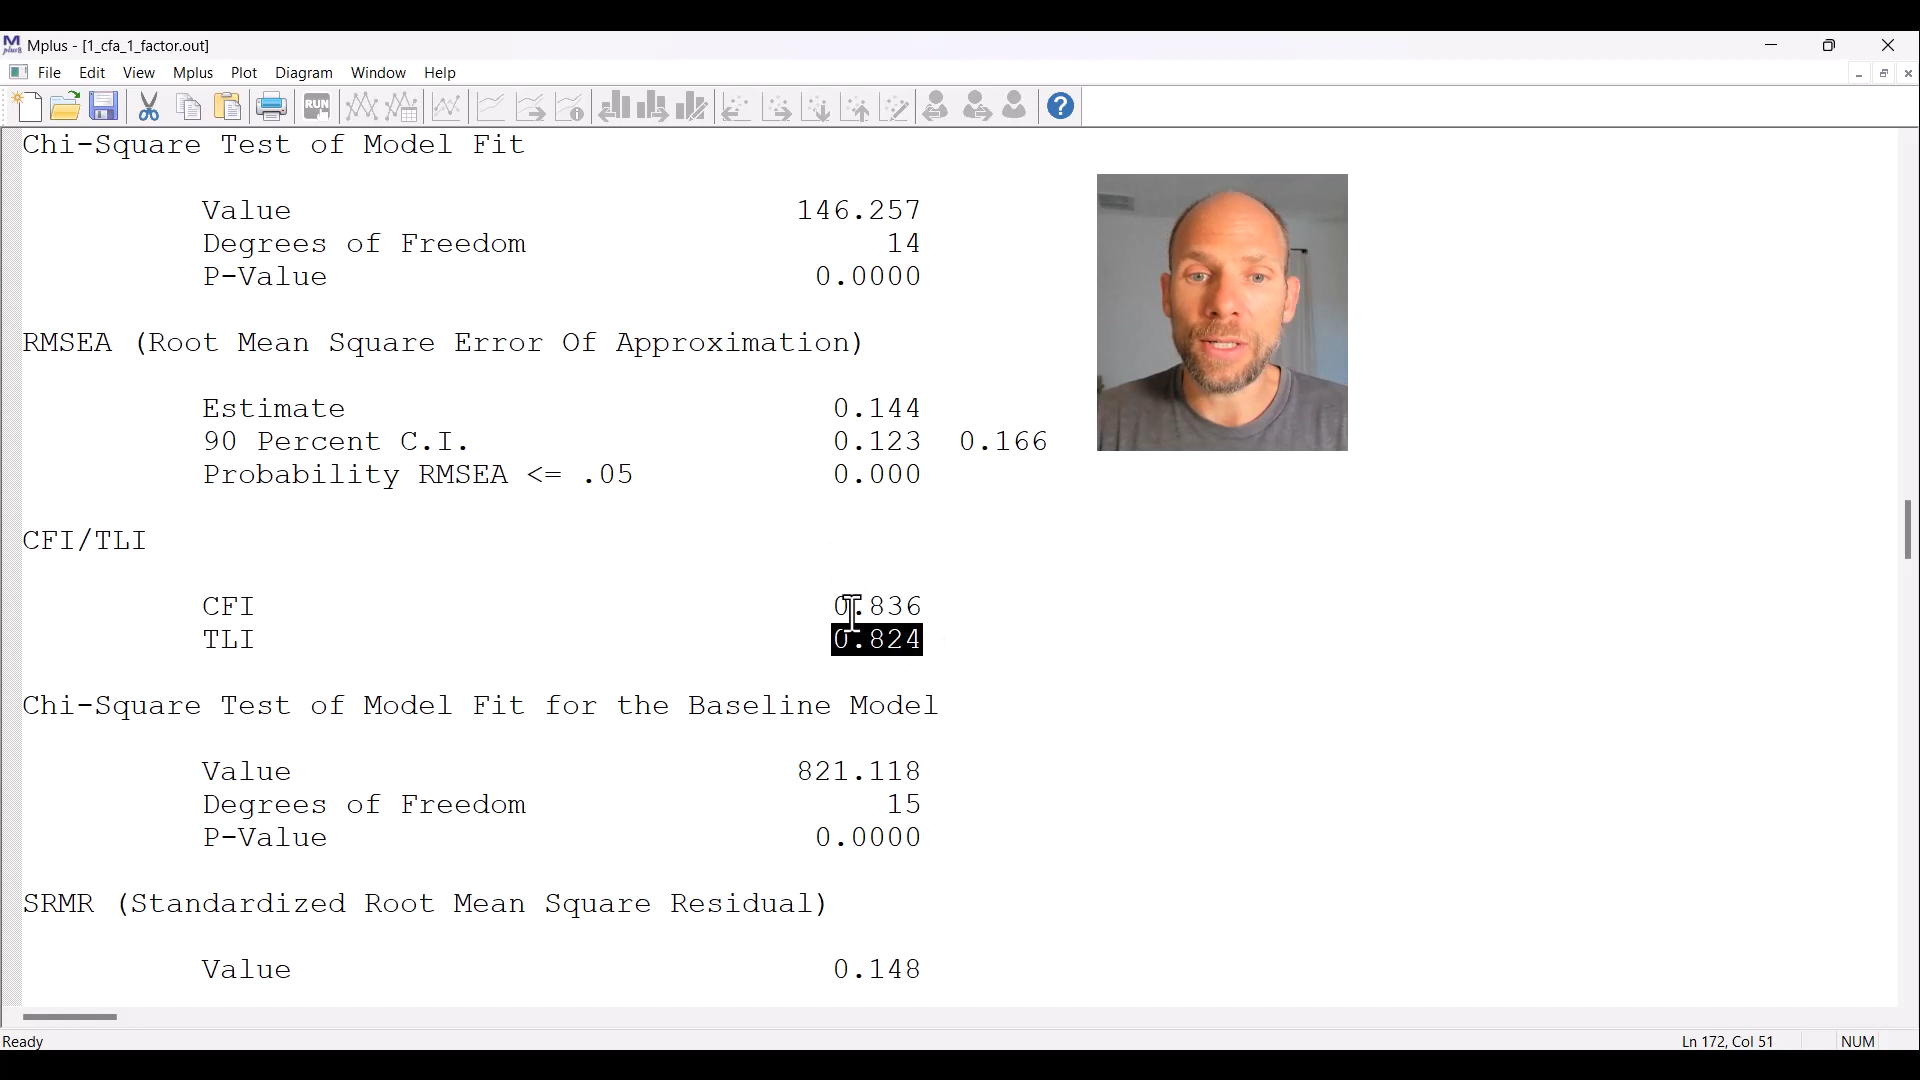 Mplus - [1_cfa_1_factor.out]
File Edit View Mplus Plot Diagram Window Help
RUN
Chi-Square Test of Model Fit
Value 146.257
Degrees of Freedom 14
P-Value 0.0000
RMSEA (Root Mean Square Error Of Approximation)
Estimate 0.144
90 Percent C.I. 0.123 0.166
Probability RMSEA <= .05 0.000
CFI/TLI
CFI 0.836
TLI 0.824
Chi-Square Test of Model Fit for the Baseline Model
Value 821.118
Degrees of Freedom 15
P-Value 0.0000
SRMR (Standardized Root Mean Square Residual)
Value 0.148
Ready Ln 172, Col 51 NUM